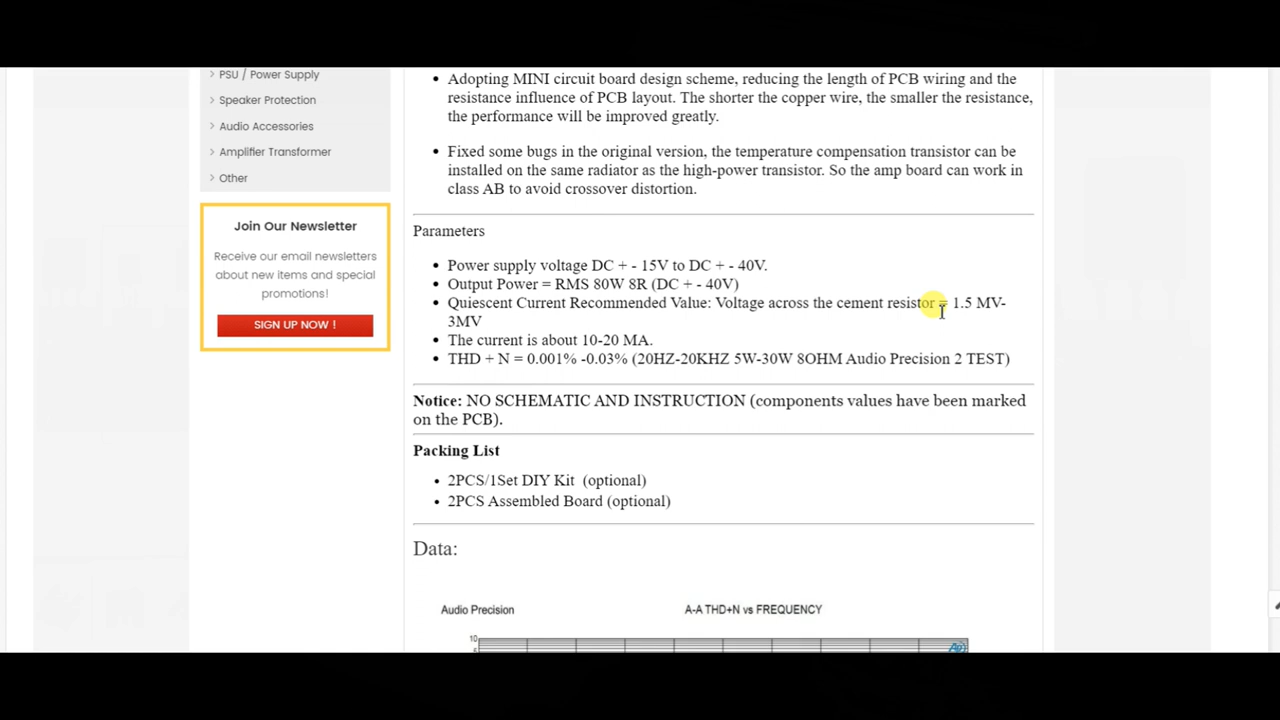 PSU / Power Supply
Speaker Protection
Audio Accessories
Amplifier Transformer
Other
Join Our Newsletter
Receive our email newsletters
about new items and special
promotions!
SIGN UP NOW !
Adopting MINI circuit board design scheme, reducing the length of PCB wiring and the
resistance influence of PCB layout. The shorter the copper wire, the smaller the resistance,
the performance will be improved greatly.
Fixed some bugs in the original version, the temperature compensation transistor can be
installed on the same radiator as the high-power transistor. So the amp board can work in
class AB to avoid crossover distortion.
Parameters
Power supply voltage DC + - 15V to DC + - 40V.
Output Power = RMS 80W 8R (DC + - 40V)
Quiescent Current Recommended Value: Voltage across the cement resistor = 1.5 MV-
3MV
The current is about 10-20 MA.
THD + N = 0.001% -0.03% (20HZ-20KHZ 5W-30W 8OHM Audio Precision 2 TEST)
Notice: NO SCHEMATIC AND INSTRUCTION (components values have been marked
on the PCB).
Packing List
2PCS/1Set DIY Kit (optional)
2PCS Assembled Board (optional)
Data:
Audio Precision
A-A THD+N vs FREQUENCY
10